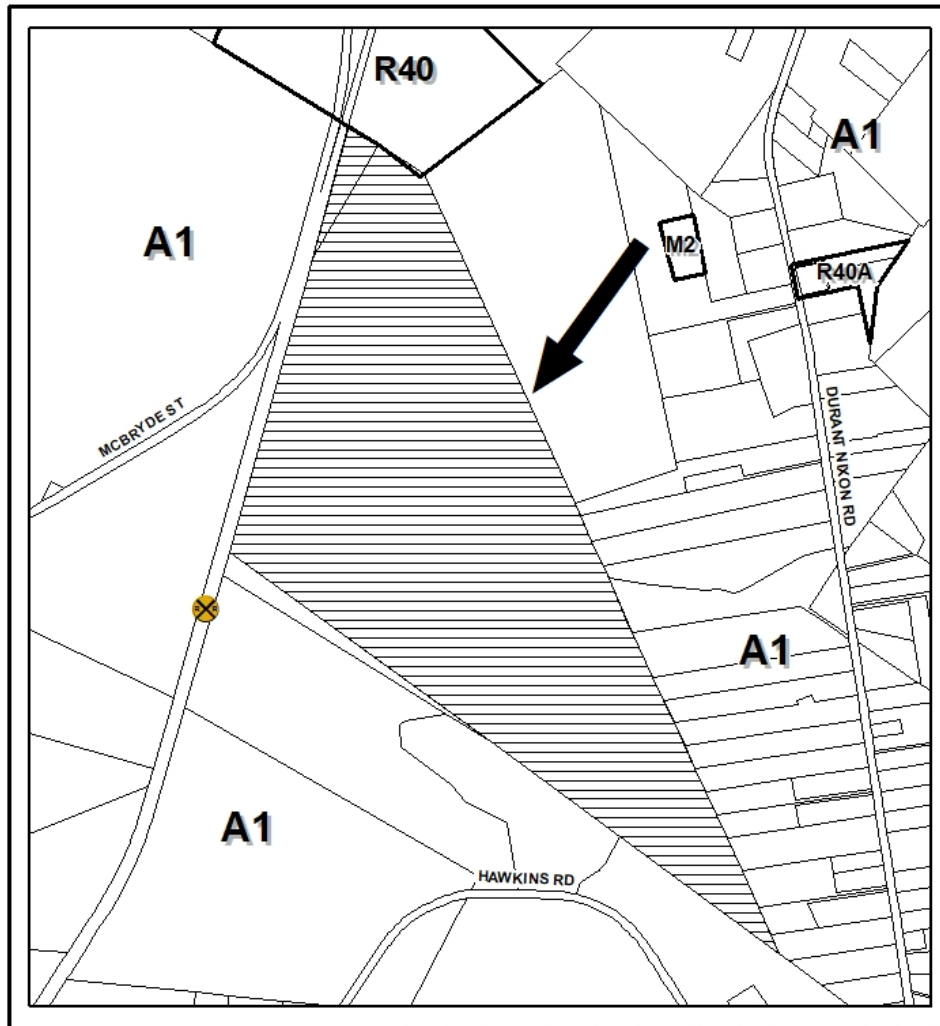 R40
A1
A1
M2
R40A
MCBRYDE ST
DURANT NIXON RD
R R
A1
A1
HAWKINS RD